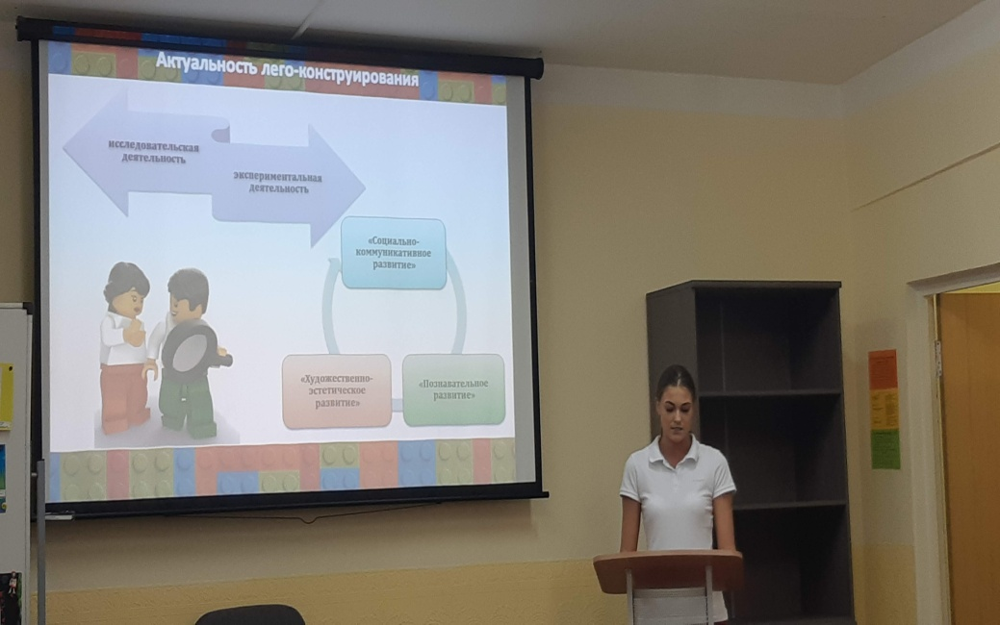 Актуальность лего-конструирования
исследовательская
деятельность
экспериментальная
деятельность
«Социально-
коммуникативное
развитие»
«Художественно-
эстетическое
развитие»
«Познавательное
развитие»